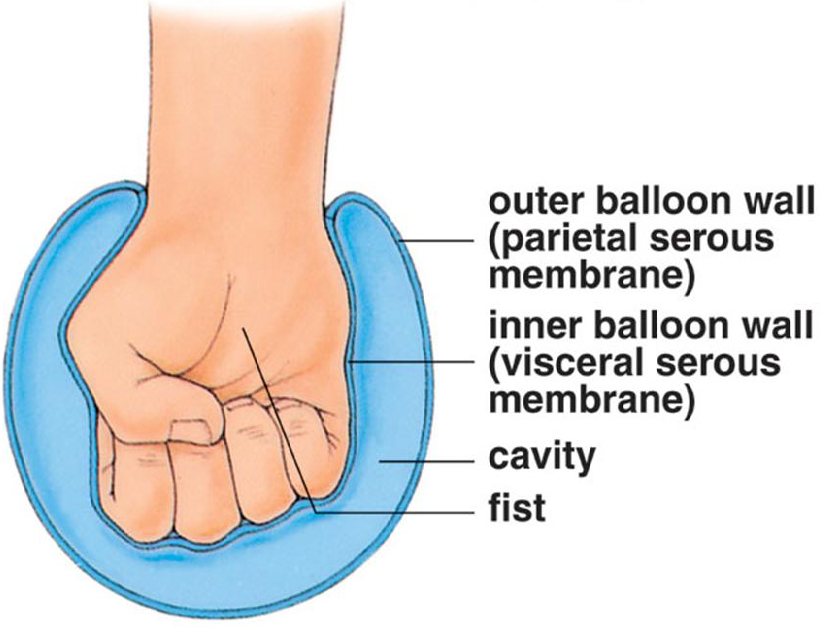 outer balloon wall
(parietal serous
membrane)
inner balloon wall
(visceral serous
membrane)
cavity
fist